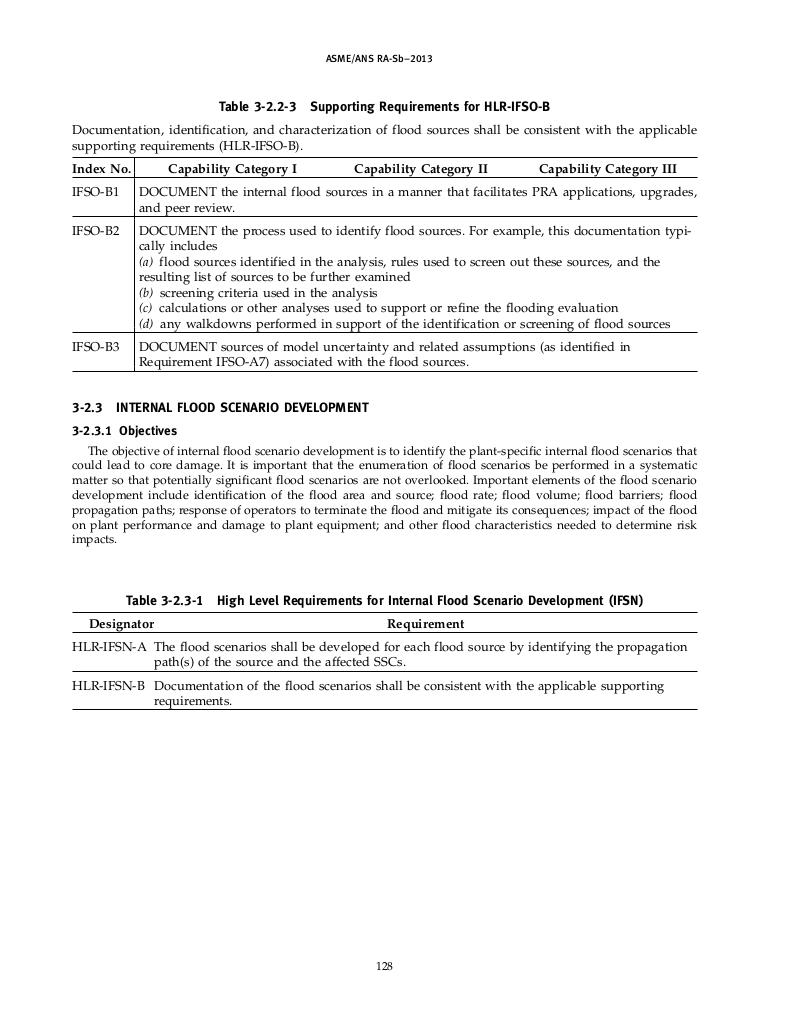 ASME/ANS RA-Sb–2013
Table 3-2.2-3 Supporting Requirements for HLR-IFSO-B
Documentation, identification, and characterization of flood sources shall be consistent with the applicable
supporting requirements (HLR-IFSO-B).
Index No. Capability Category I Capability Category II Capability Category III
IFSO-B1 DOCUMENT the internal flood sources in a manner that facilitates PRA applications, upgrades,
and peer review.
IFSO-B2 DOCUMENT the process used to identify flood sources. For example, this documentation typi-
cally includes
(a) flood sources identified in the analysis, rules used to screen out these sources, and the
resulting list of sources to be further examined
(b) screening criteria used in the analysis
(c) calculations or other analyses used to support or refine the flooding evaluation
(d) any walkdowns performed in support of the identification or screening of flood sources
IFSO-B3 DOCUMENT sources of model uncertainty and related assumptions (as identified in
Requirement IFSO-A7) associated with the flood sources.
3-2.3 INTERNAL FLOOD SCENARIO DEVELOPMENT
3-2.3.1 Objectives
The objective of internal flood scenario development is to identify the plant-specific internal flood scenarios that
could lead to core damage. It is important that the enumeration of flood scenarios be performed in a systematic
matter so that potentially significant flood scenarios are not overlooked. Important elements of the flood scenario
development include identification of the flood area and source; flood rate; flood volume; flood barriers; flood
propagation paths; response of operators to terminate the flood and mitigate its consequences; impact of the flood
on plant performance and damage to plant equipment; and other flood characteristics needed to determine risk
impacts.
Table 3-2.3-1 High Level Requirements for Internal Flood Scenario Development (IFSN)
Designator Requirement
HLR-IFSN-A The flood scenarios shall be developed for each flood source by identifying the propagation
path(s) of the source and the affected SSCs.
HLR-IFSN-B Documentation of the flood scenarios shall be consistent with the applicable supporting
requirements.
128